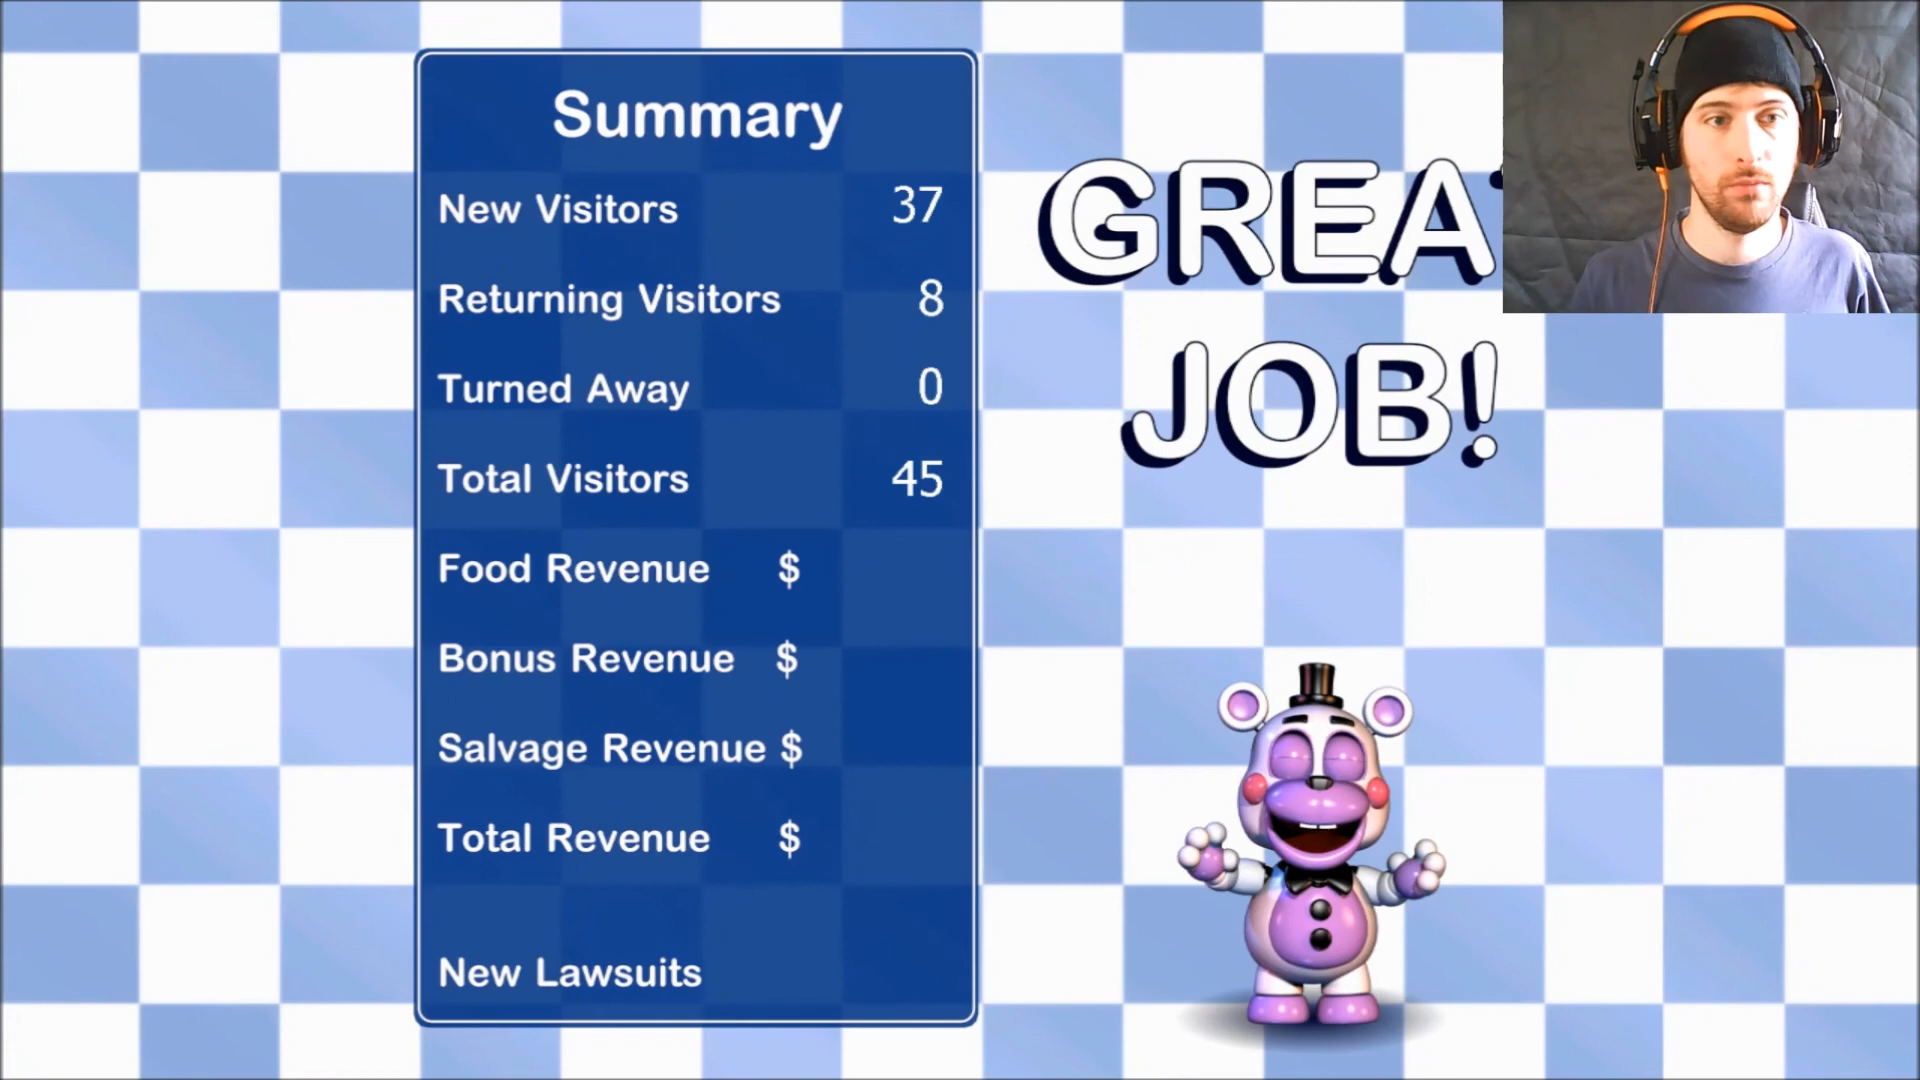 Summary
New Visitors 37
Returning Visitors 8
Turned Away 0
Total Visitors 45
Food Revenue $
Bonus Revenue $
Salvage Revenue $
Total Revenue $
New Lawsuits
GREA
JOB!